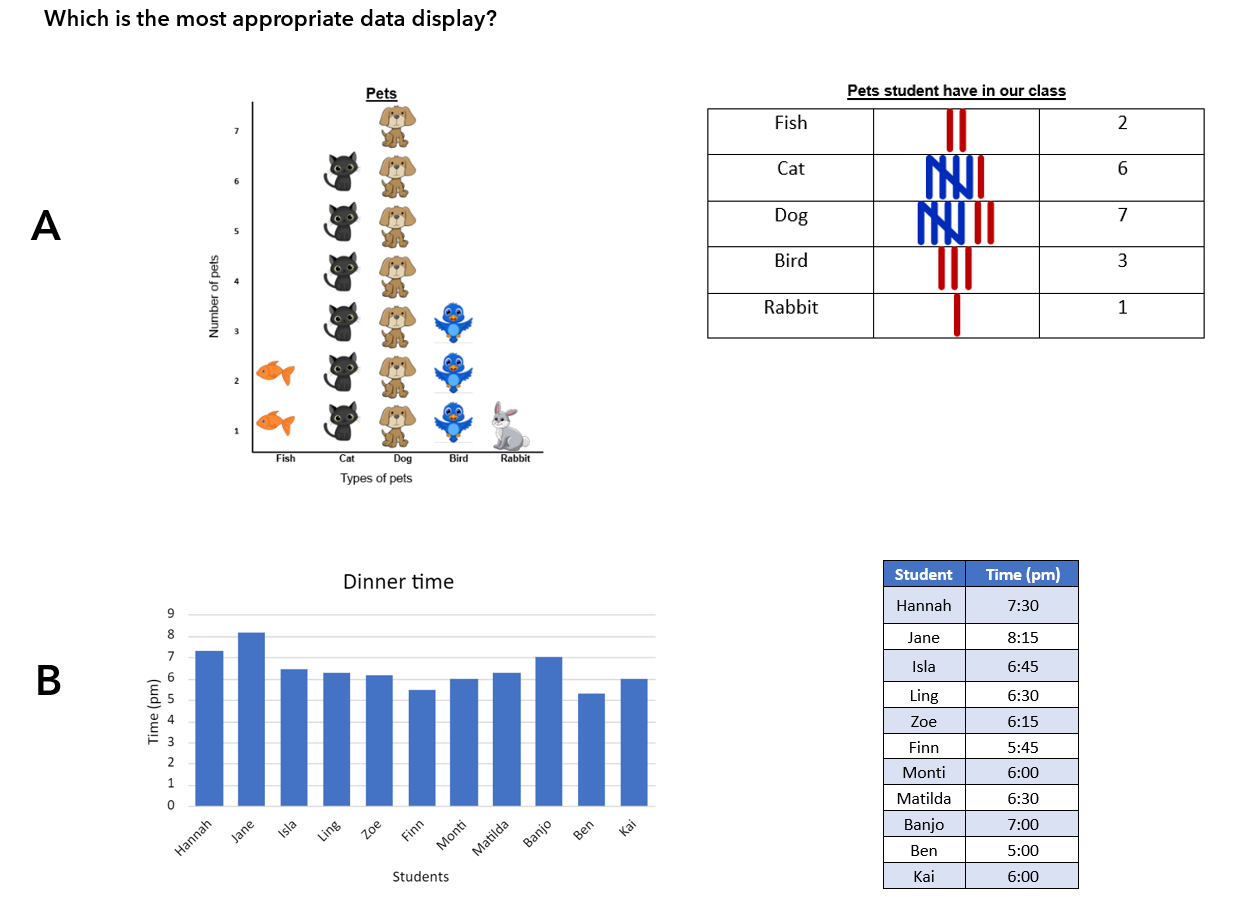 Which is the most appropriate data display?
A
Pets
7
6
5
4
3
2
1
Number of pets
Fish Cat Dog Bird Rabbit
Types of pets
Pets student have in our class
Fish 2
Cat 6
Dog 7
Bird 3
Rabbit 1
B
Dinner time
9
8
7
6
5
4
3
2
1
0
Time (pm)
Hannah Jane Isla Ling Zoe Finn Monti Matilda Banjo Ben Kai
Students
Student Time (pm)
Hannah 7:30
Jane 8:15
Isla 6:45
Ling 6:30
Zoe 6:15
Finn 5:45
Monti 6:00
Matilda 6:30
Banjo 7:00
Ben 5:00
Kai 6:00